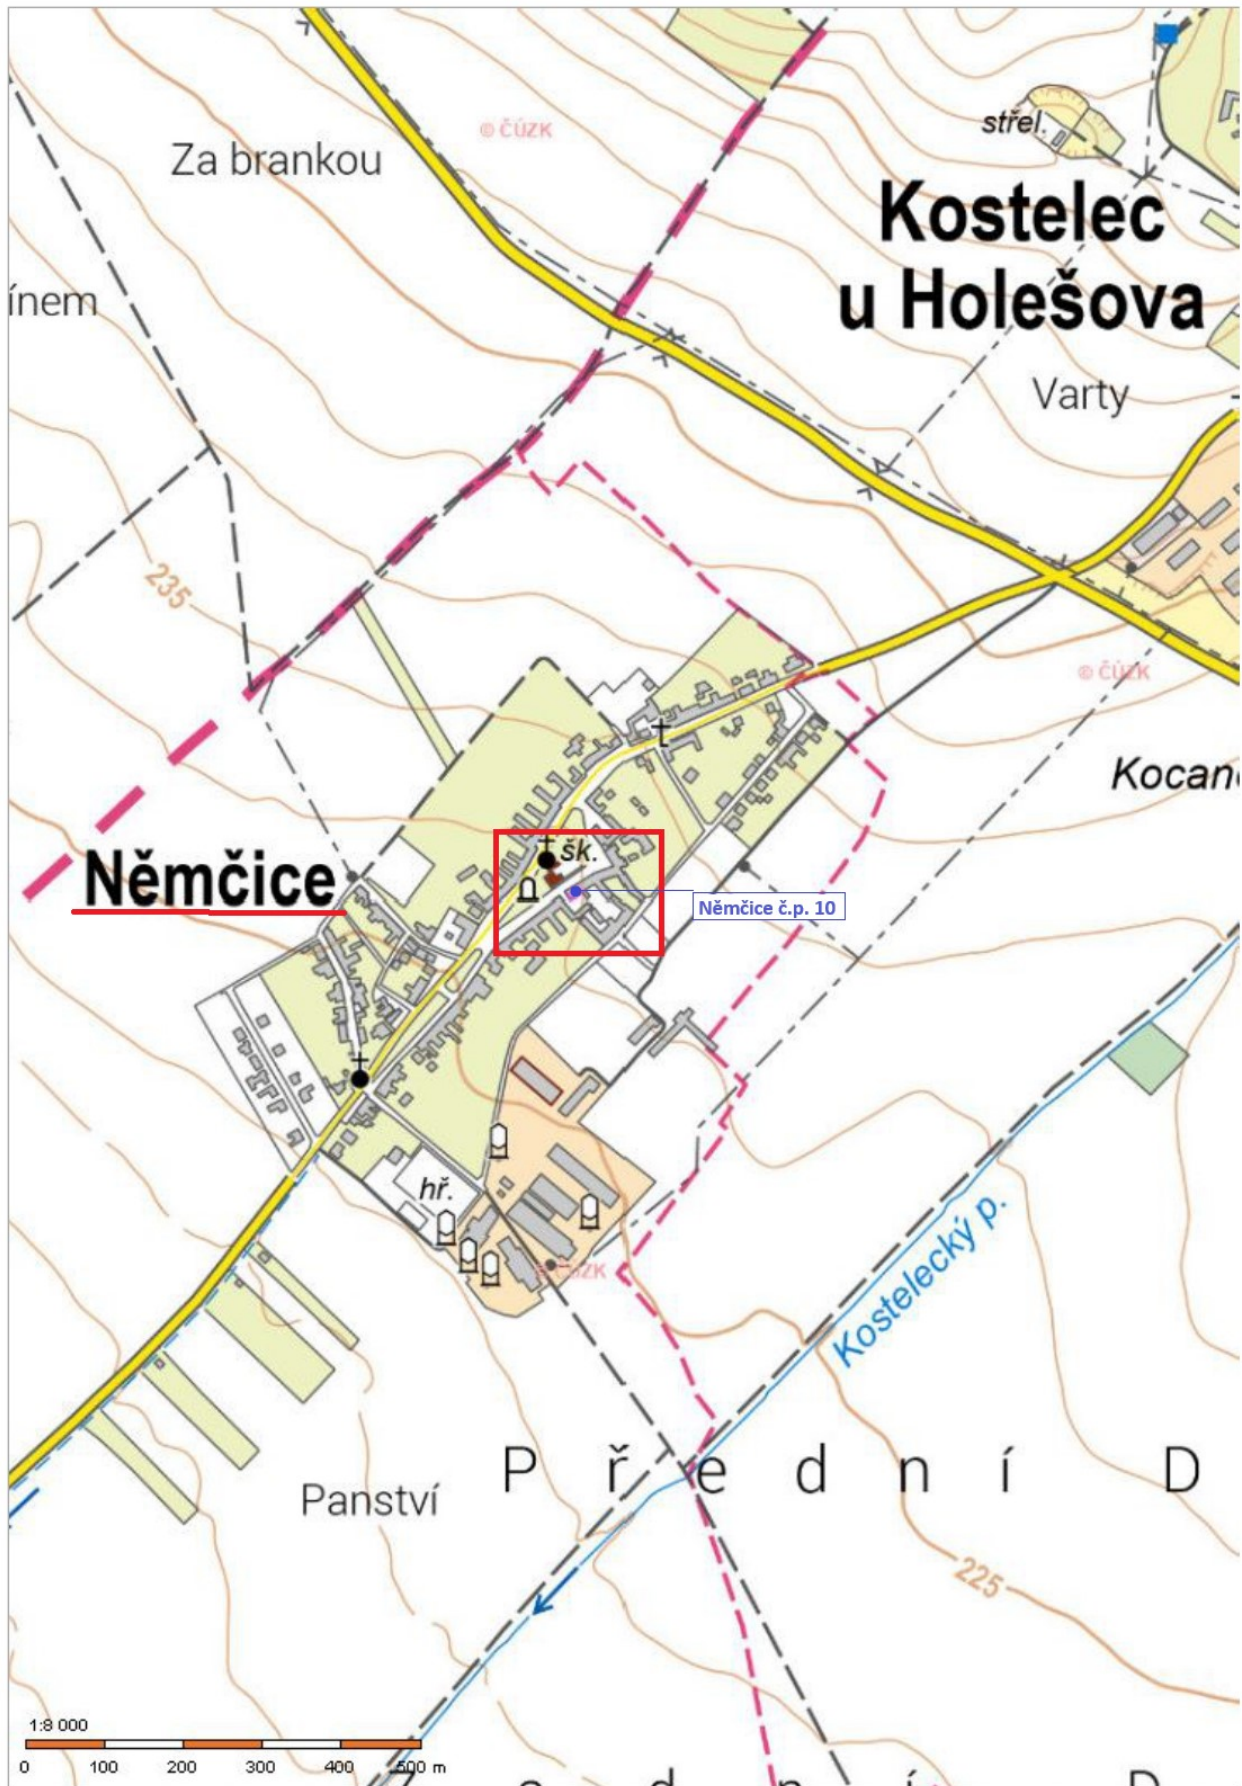 © ČÚZK
střel.
Za brankou
Kostelec
u Holešova
ínem
Varty
235
© ČÚZK
Kocan
Němčice
šk.
Němčice č.p. 10
hř.
ČÚZK
Kostelecký p.
Přední D
Panství
225
1:8 000
0 100 200 300 400 500 m